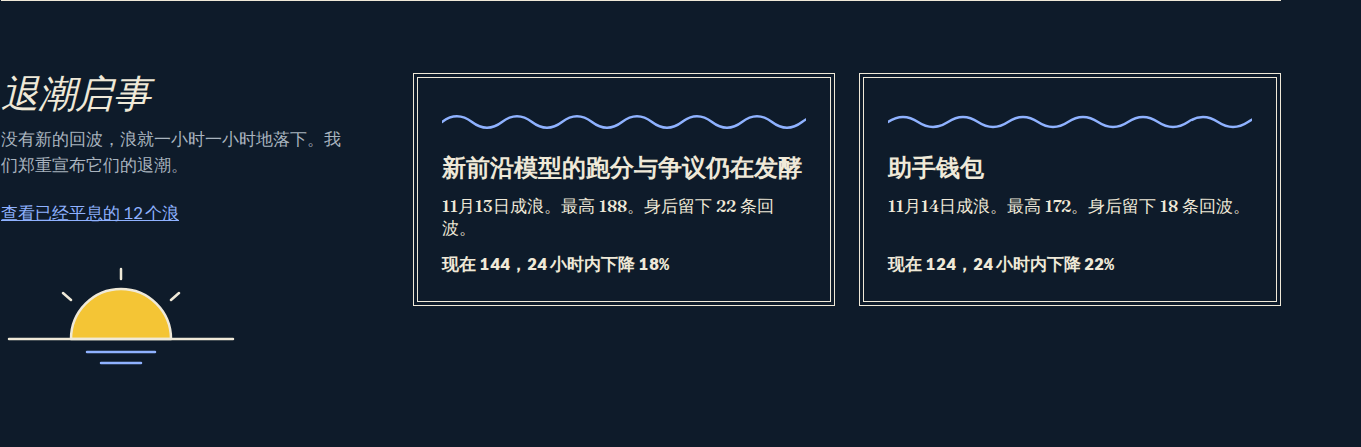 退潮启事
没有新的回波，浪就一小时一小时地落下。我
们郑重宣布它们的退潮。
查看已经平息的 12 个浪
新前沿模型的跑分与争议仍在发酵
11月13日成浪。最高 188。身后留下 22 条回
波。
现在 144，24 小时内下降 18%
助手钱包
11月14日成浪。最高 172。身后留下 18 条回波。
现在 124，24 小时内下降 22%